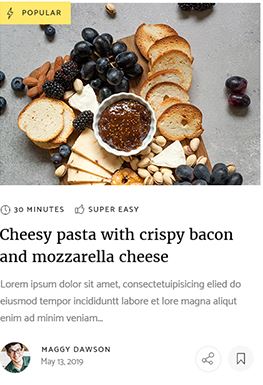 POPULAR
30 MINUTES SUPER EASY
Cheesy pasta with crispy bacon
and mozzarella cheese
Lorem ipsum dolor sit amet, consectetuipisicing elit do
eiusmod tempor incididuntt labore et lore magna aliqut
enim ad minim veniam...
MAGGY DAWSON
May 13, 2019